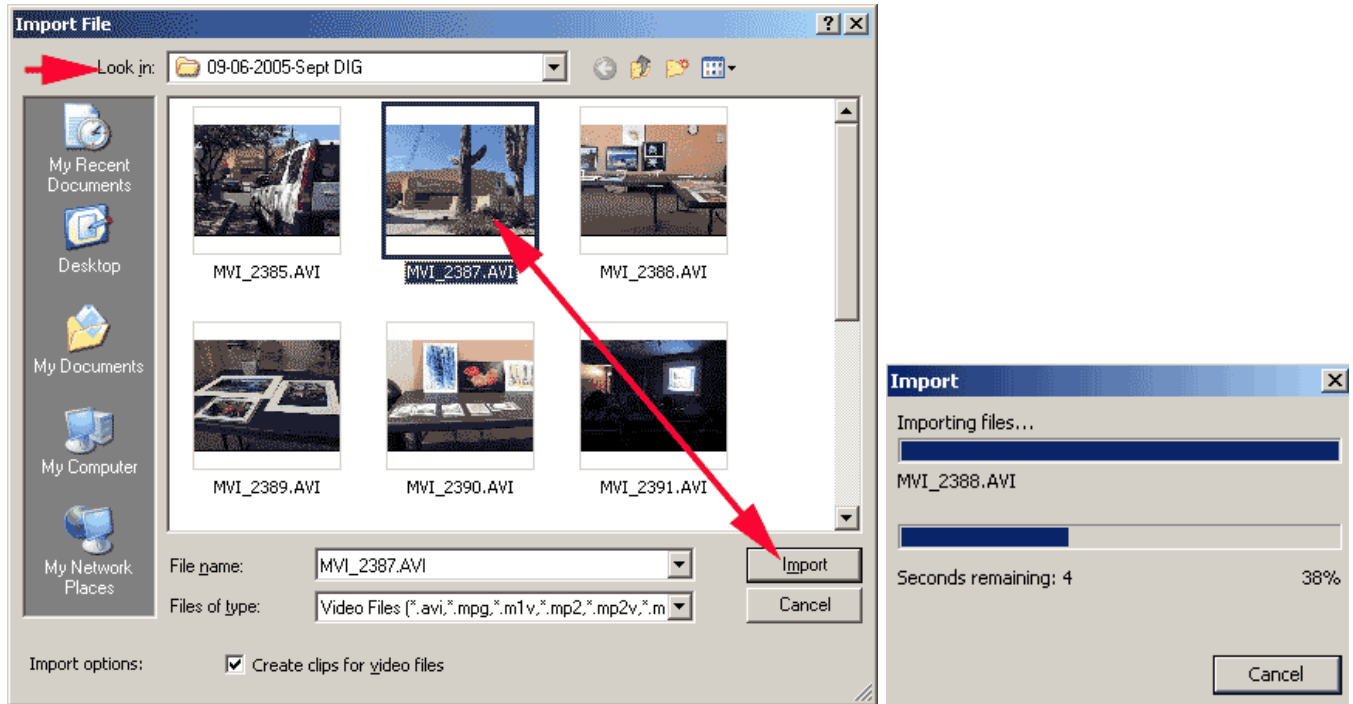 Import File
Look in: 09-06-2005-Sept DIG
My Recent
Documents
Desktop
My Documents
My Computer
My Network
Places
MVI_2385.AVI
MVI_2387.AVI
MVI_2388.AVI
MVI_2389.AVI
MVI_2390.AVI
MVI_2391.AVI
File name: MVI_2387.AVI
Import
Files of type: Video Files (*.avi,*.mpg,*.m1v,*.mp2,*.mp2v,*.m
Cancel
Import options: Create clips for video files
Import
Importing files...
MVI_2388.AVI
Seconds remaining: 4 38%
Cancel